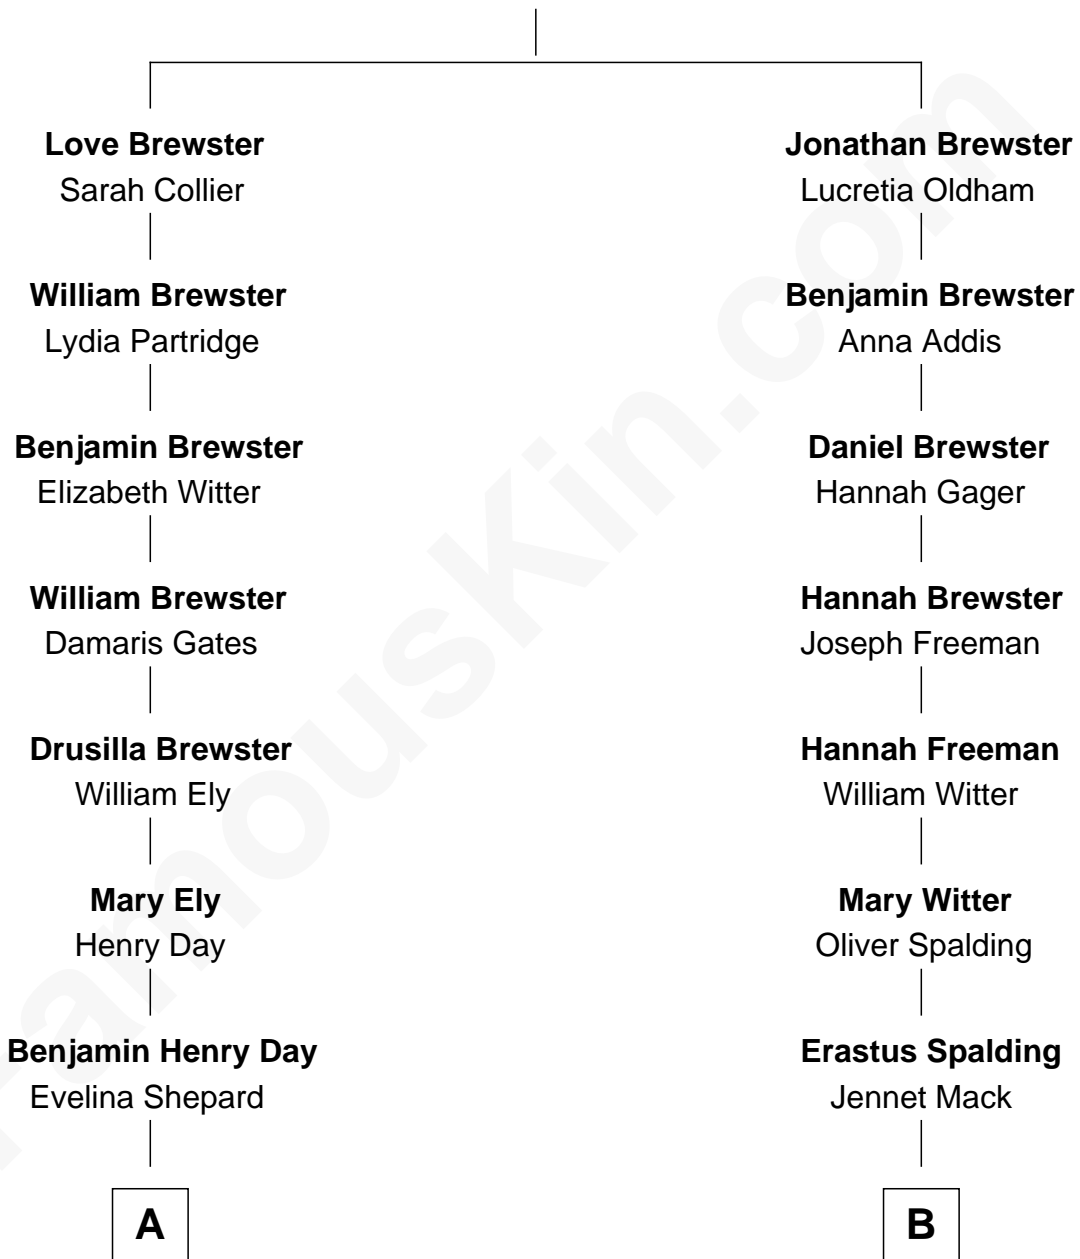 Love Brewster
Sarah Collier
William Brewster
Lydia Partridge
Benjamin Brewster
Elizabeth Witter
William Brewster
Damaris Gates
Drusilla Brewster
William Ely
Mary Ely
Henry Day
Benjamin Henry Day
Evelina Shepard
A
Jonathan Brewster
Lucretia Oldham
Benjamin Brewster
Anna Addis
Daniel Brewster
Hannah Gager
Hannah Brewster
Joseph Freeman
Hannah Freeman
William Witter
Mary Witter
Oliver Spalding
Erastus Spalding
Jennet Mack
B
FamousKin.com